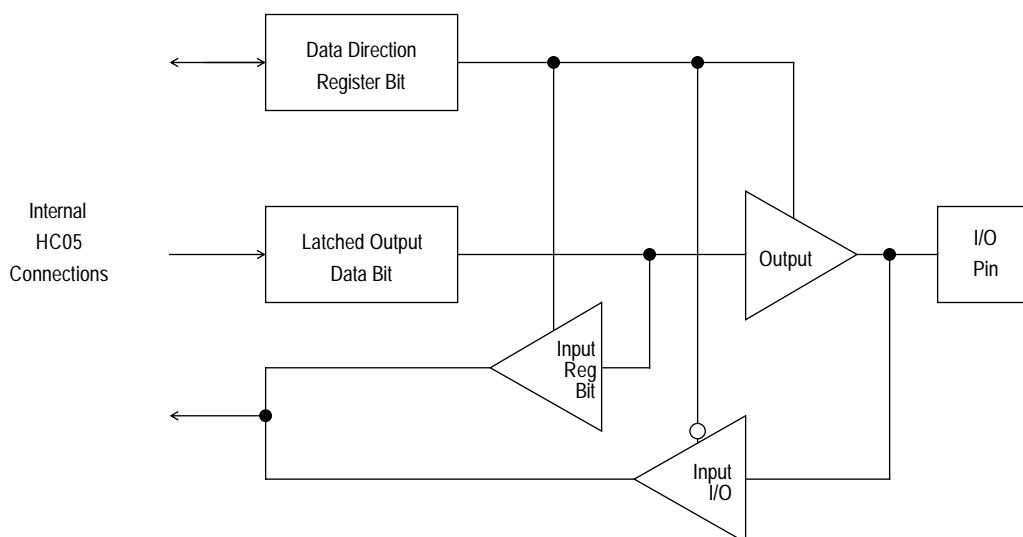 Data Direction
Register Bit
Internal
HC05
Connections
Latched Output
Data Bit
Output
I/O
Pin
Input
Reg
Bit
Input
I/O